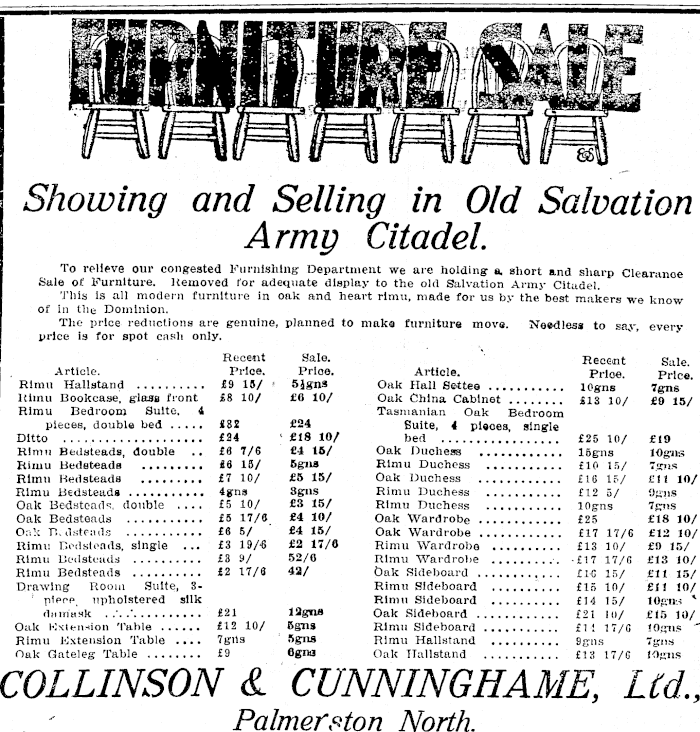 FURNITURE SALE
Showing and Selling in Old Salvation
Army Citadel.
To relieve our congested Furnishing Department we are holding a short and sharp Clearance
Sale of Furniture. Removed for adequate display to the old Salvation Army Citadel.
This is all modern furniture in oak and heart rimu, made for us by the best makers we know
of in the Dominion.
The price reductions are genuine, planned to make furniture move. Needless to say, every
price is for spot cash only.
Recent Sale.
Article. Price. Price.
Rimu Hallstand .......... £9 15/ 5½gns
Rimu Bookcase, glass front £8 10/ £6 10/
Rimu Bedroom Suite, 4
pieces, double bed ..... £32 £24
Ditto .................. £24 £18 10/
Rimu Bedsteads, double .. £6 7/6 £4 15/
Rimu Bedsteads ......... £6 15/ 5gns
Rimu Bedsteads ......... £7 10/ £5 15/
Rimu Bedsteads ........... 4gns 3gns
Oak Bedsteads, double .... £5 10/ £3 15/
Oak Bedsteads .......... £5 17/6 £4 10/
Oak Bedsteads .......... £6 5/ £4 15/
Rimu Bedsteads, single ... £3 19/6 £2 17/6
Rimu Bedsteads ......... £3 9/ 52/6
Rimu Bedsteads ......... £2 17/6 42/
Drawing Room Suite, 3-
piece, upholstered silk
damask .............. £21 12gns
Oak Extension Table ...... £12 10/ 5gns
Rimu Extension Table .... 7gns 5gns
Oak Gateleg Table ....... £9 6gns
Recent Sale.
Article. Price. Price.
Oak Hall Settee ........... 10gns 7gns
Oak China Cabinet ........ £13 10/ £9 15/
Tasmanian Oak Bedroom
Suite, 4 pieces, single
bed ................. £25 10/ £19
Oak Duchess ............ 15gns 10gns
Rimu Duchess ........... £10 15/ 7gns
Oak Duchess ............ £16 15/ £11 10/
Rimu Duchess ........... £12 5/ 9gns
Rimu Duchess ........... 10gns 7gns
Oak Wardrobe ........... £25 £18 10/
Oak Wardrobe ........... £17 17/6 £12 10/
Rimu Wardrobe .......... £13 10/ £9 15/
Rimu Wardrobe .......... £17 17/6 £13 10/
Oak Sideboard ............ £16 15/ £11 15/
Rimu Sideboard .......... £15 10/ £11 10/
Rimu Sideboard .......... £14 15/ 10gns
Oak Sideboard ........... £21 10/ £15 10/
Rimu Sideboard .......... £14 17/6 10gns
Rimu Hallstand .......... 9gns 7gns
Oak Hallstand ........... £13 17/6 10gns
COLLINSON & CUNNINGHAME, Ltd.,
Palmerston North.